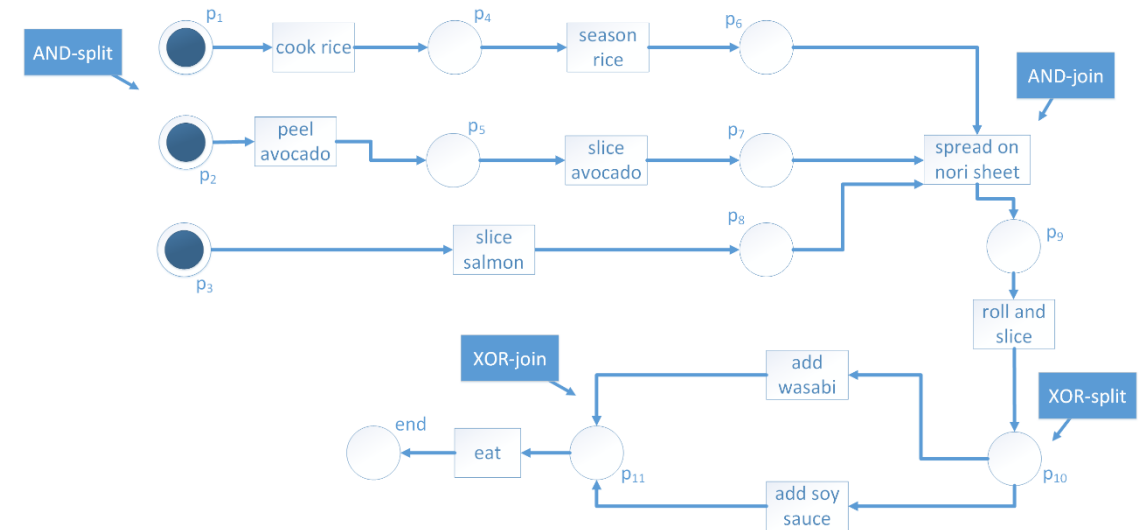 p1
p4
p6
AND-split
cook rice
season
rice
AND-join
peel
avocado
p5
p7
slice
avocado
spread on
nori sheet
p2
p8
slice
salmon
p9
p3
roll and
slice
XOR-join
add
wasabi
XOR-split
end
eat
p11
p10
add soy
sauce